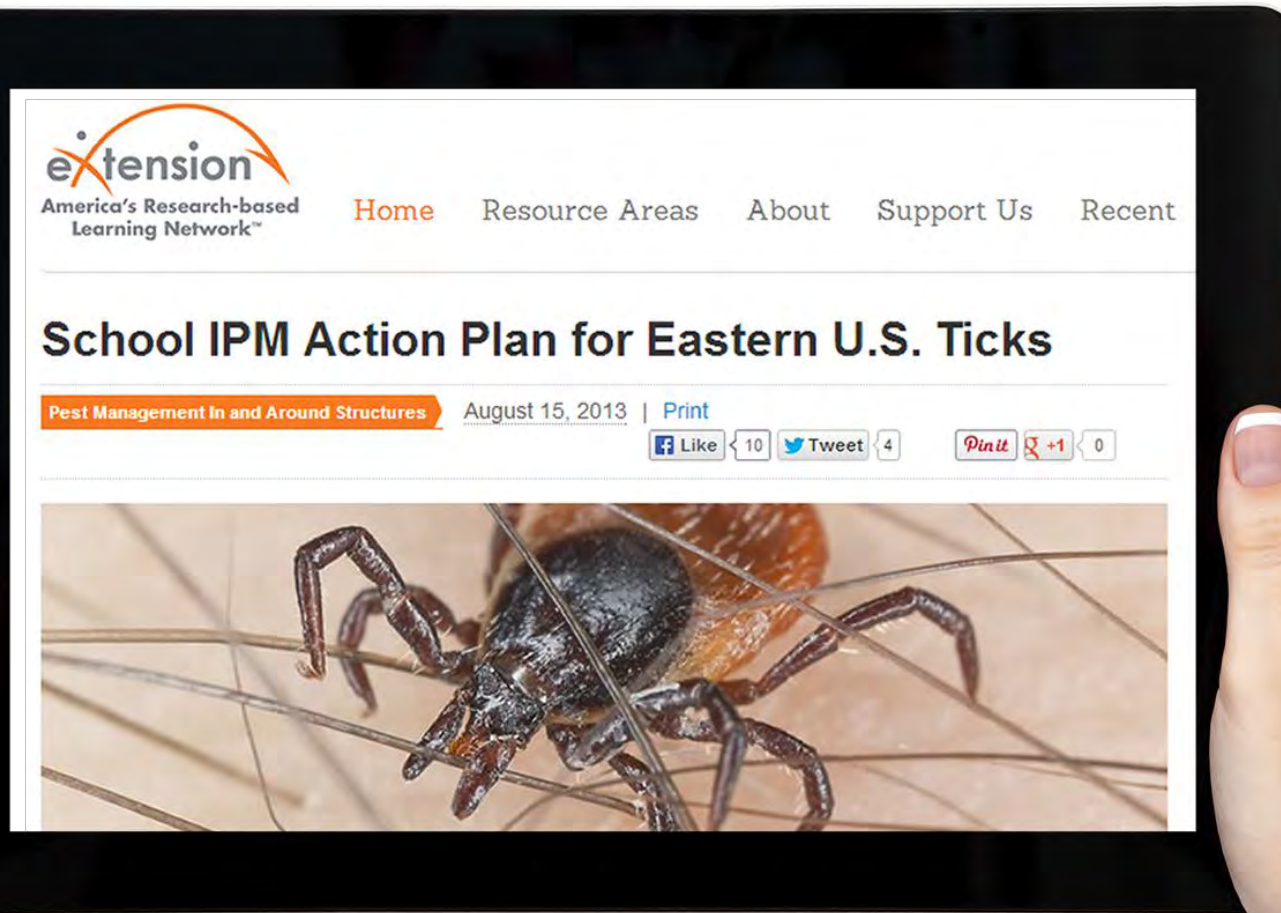 extension
America's Research-based
Learning Network™
Home Resource Areas About Support Us Recent
School IPM Action Plan for Eastern U.S. Ticks
Pest Management In and Around Structures August 15, 2013 | Print
Like 10 Tweet 4 Pin it +1 0